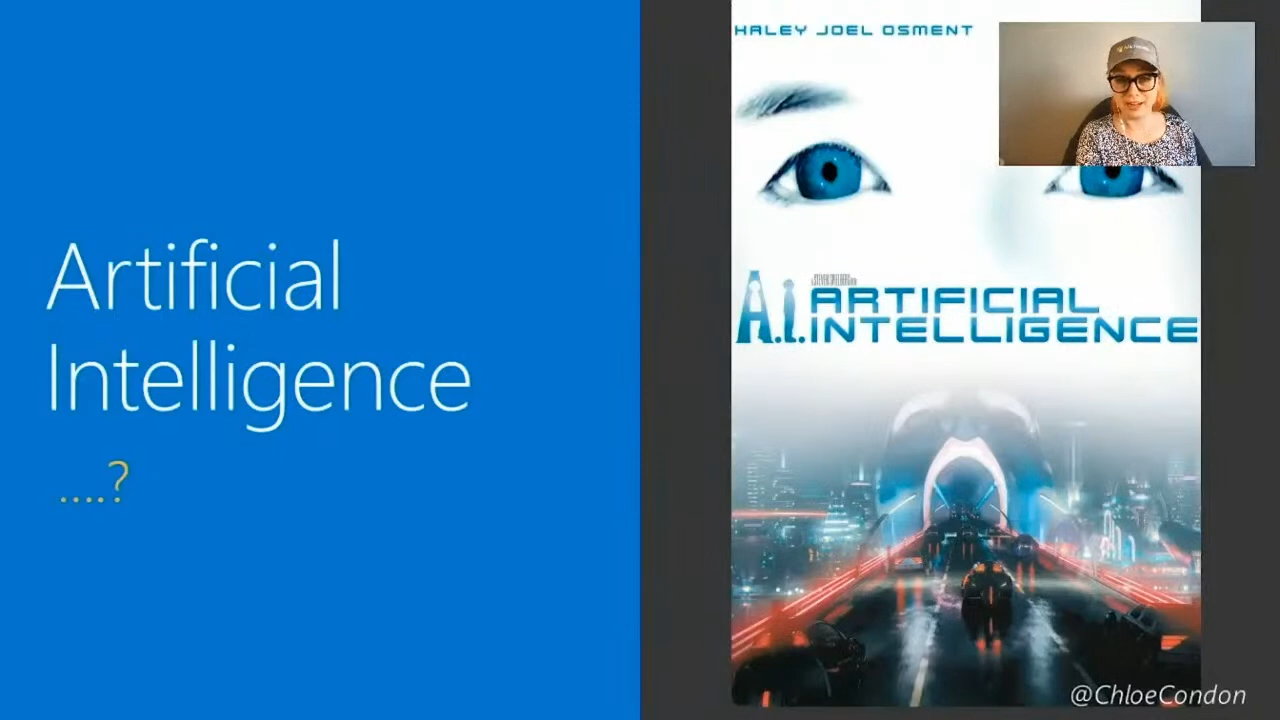 Artificial
Intelligence
....?
HALEY JOEL OSMENT
A.I. ARTIFICIAL
INTELLIGENCE
@ChloeCondon